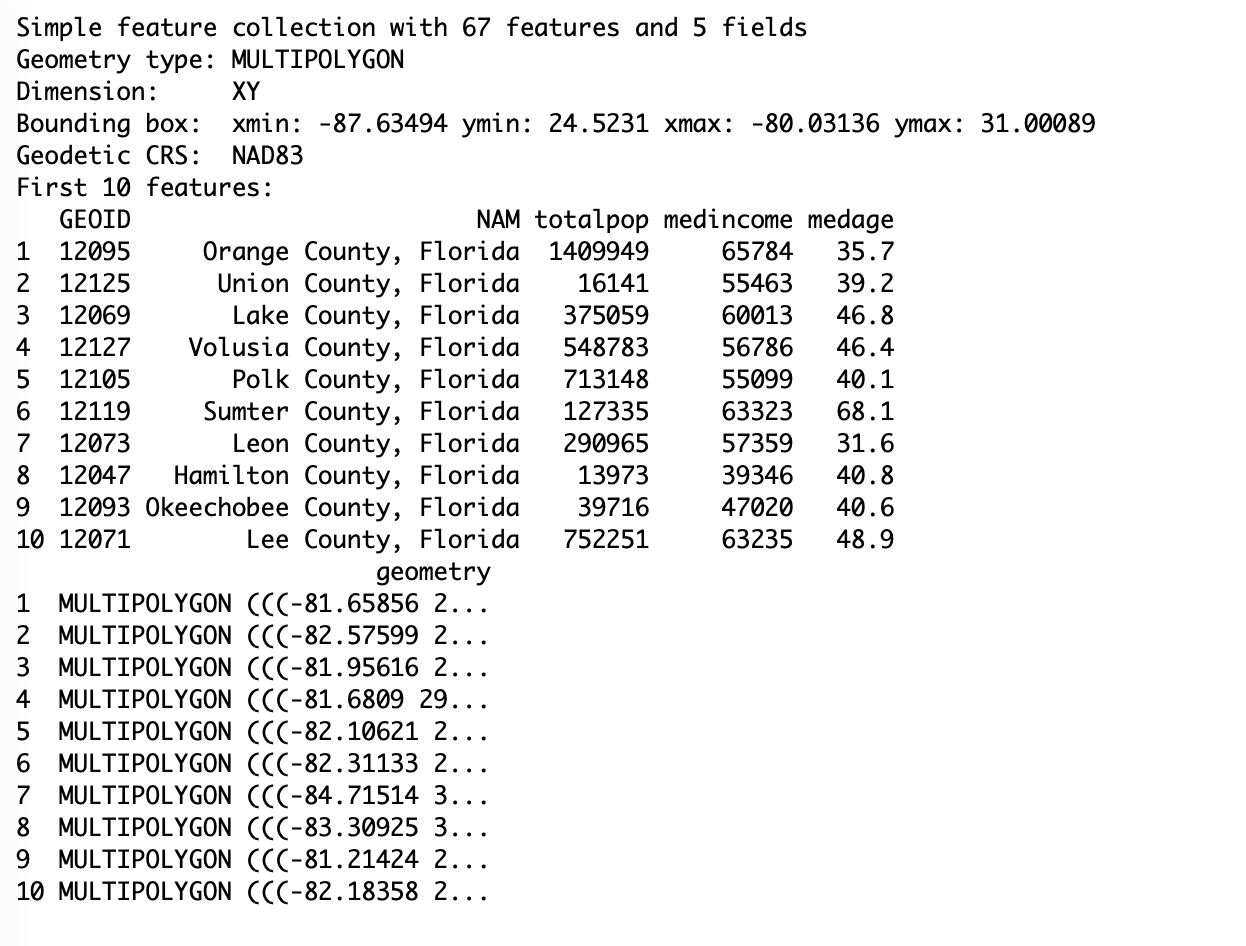 Simple feature collection with 67 features and 5 fields
Geometry type: MULTIPOLYGON
Dimension:     XY
Bounding box:  xmin: -87.63494 ymin: 24.5231 xmax: -80.03136 ymax: 31.00089
Geodetic CRS:  NAD83
First 10 features:
   GEOID                        NAM totalpop medincome medage
1  12095     Orange County, Florida  1409949     65784   35.7
2  12125      Union County, Florida    16141     55463   39.2
3  12069       Lake County, Florida   375059     60013   46.8
4  12127    Volusia County, Florida   548783     56786   46.4
5  12105       Polk County, Florida   713148     55099   40.1
6  12119     Sumter County, Florida   127335     63323   68.1
7  12073       Leon County, Florida   290965     57359   31.6
8  12047   Hamilton County, Florida    13973     39346   40.8
9  12093 Okeechobee County, Florida    39716     47020   40.6
10 12071        Lee County, Florida   752251     63235   48.9
                         geometry
1  MULTIPOLYGON (((-81.65856 2...
2  MULTIPOLYGON (((-82.57599 2...
3  MULTIPOLYGON (((-81.95616 2...
4  MULTIPOLYGON (((-81.6809 29...
5  MULTIPOLYGON (((-82.10621 2...
6  MULTIPOLYGON (((-82.31133 2...
7  MULTIPOLYGON (((-84.71514 3...
8  MULTIPOLYGON (((-83.30925 3...
9  MULTIPOLYGON (((-81.21424 2...
10 MULTIPOLYGON (((-82.18358 2...